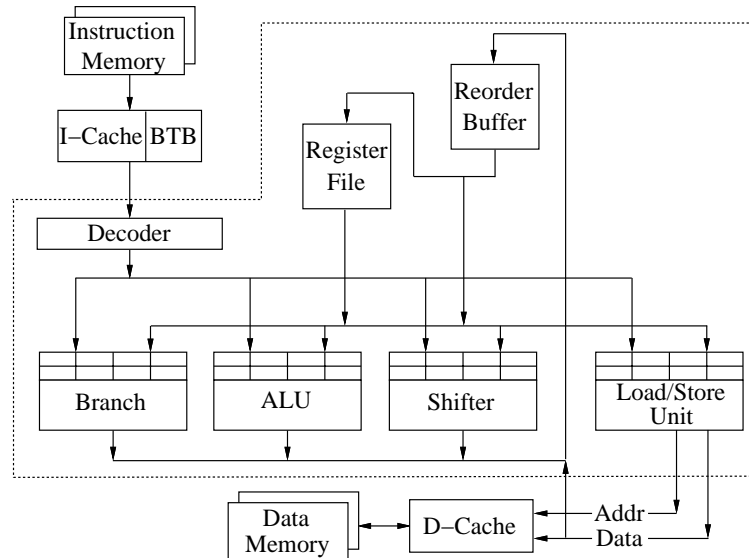 Instruction
Memory
I–Cache
BTB
Reorder
Buffer
Register
File
Decoder
Branch
ALU
Shifter
Load/Store
Unit
Data
Memory
D–Cache
Addr
Data